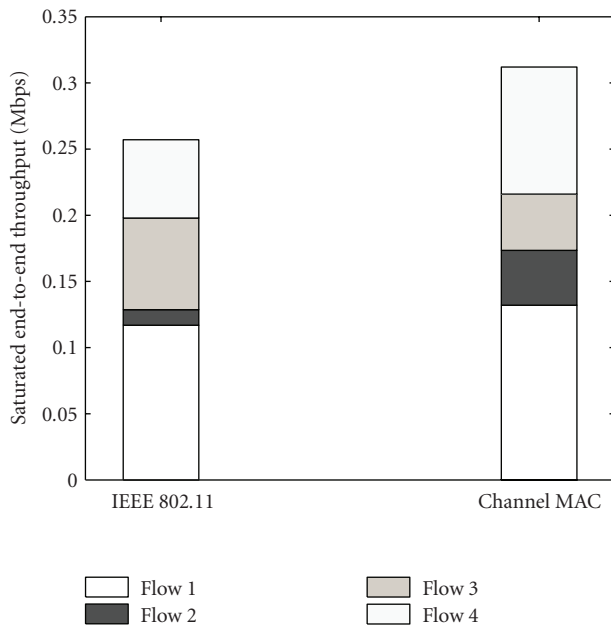 0.35
0.3
0.25
0.2
0.15
0.1
0.05
0
Saturated end-to-end throughput (Mbps)
IEEE 802.11
Channel MAC
Flow 1
Flow 2
Flow 3
Flow 4